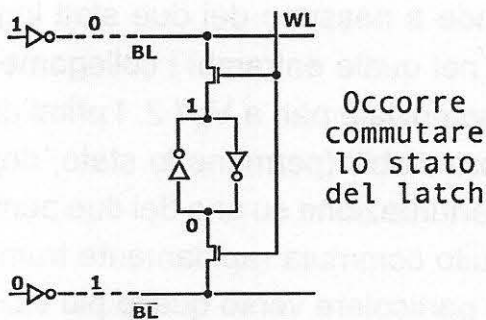 1 0 WL
BL
1
Occorre
commutare
lo stato
del latch
0
0 1
BL